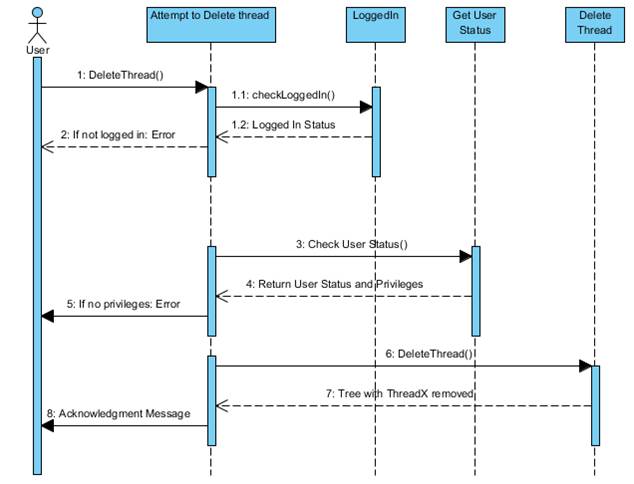 Attempt to Delete thread
LoggedIn
Get User
Status
Delete
Thread
User
1: DeleteThread()
1.1: checkLoggedIn()
1.2: Logged In Status
2: If not logged in: Error
3: Check User Status()
4: Return User Status and Privileges
5: If no privileges: Error
6: DeleteThread()
7: Tree with ThreadX removed
8: Acknowledgment Message